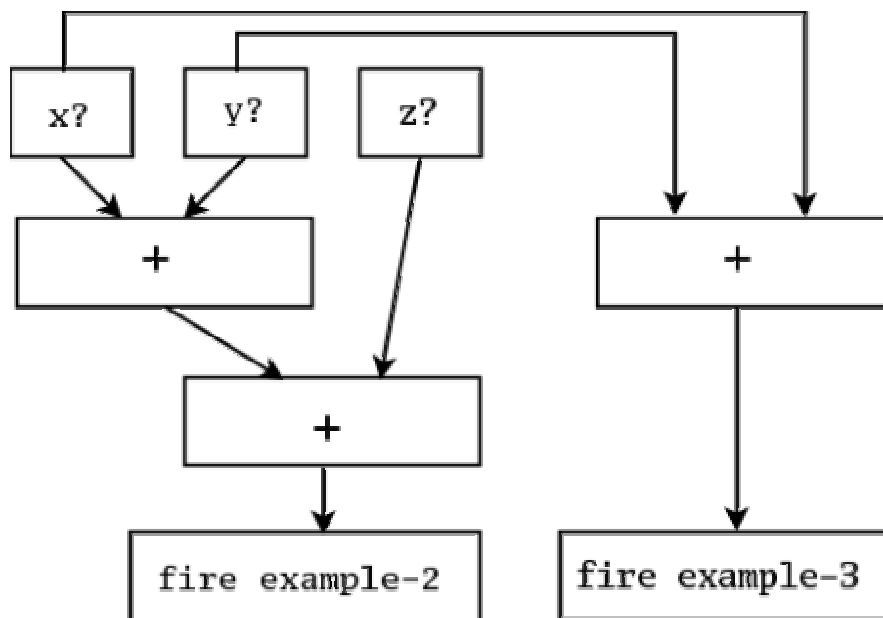 x?
y?
z?
+
+
+
fire example-2
fire example-3